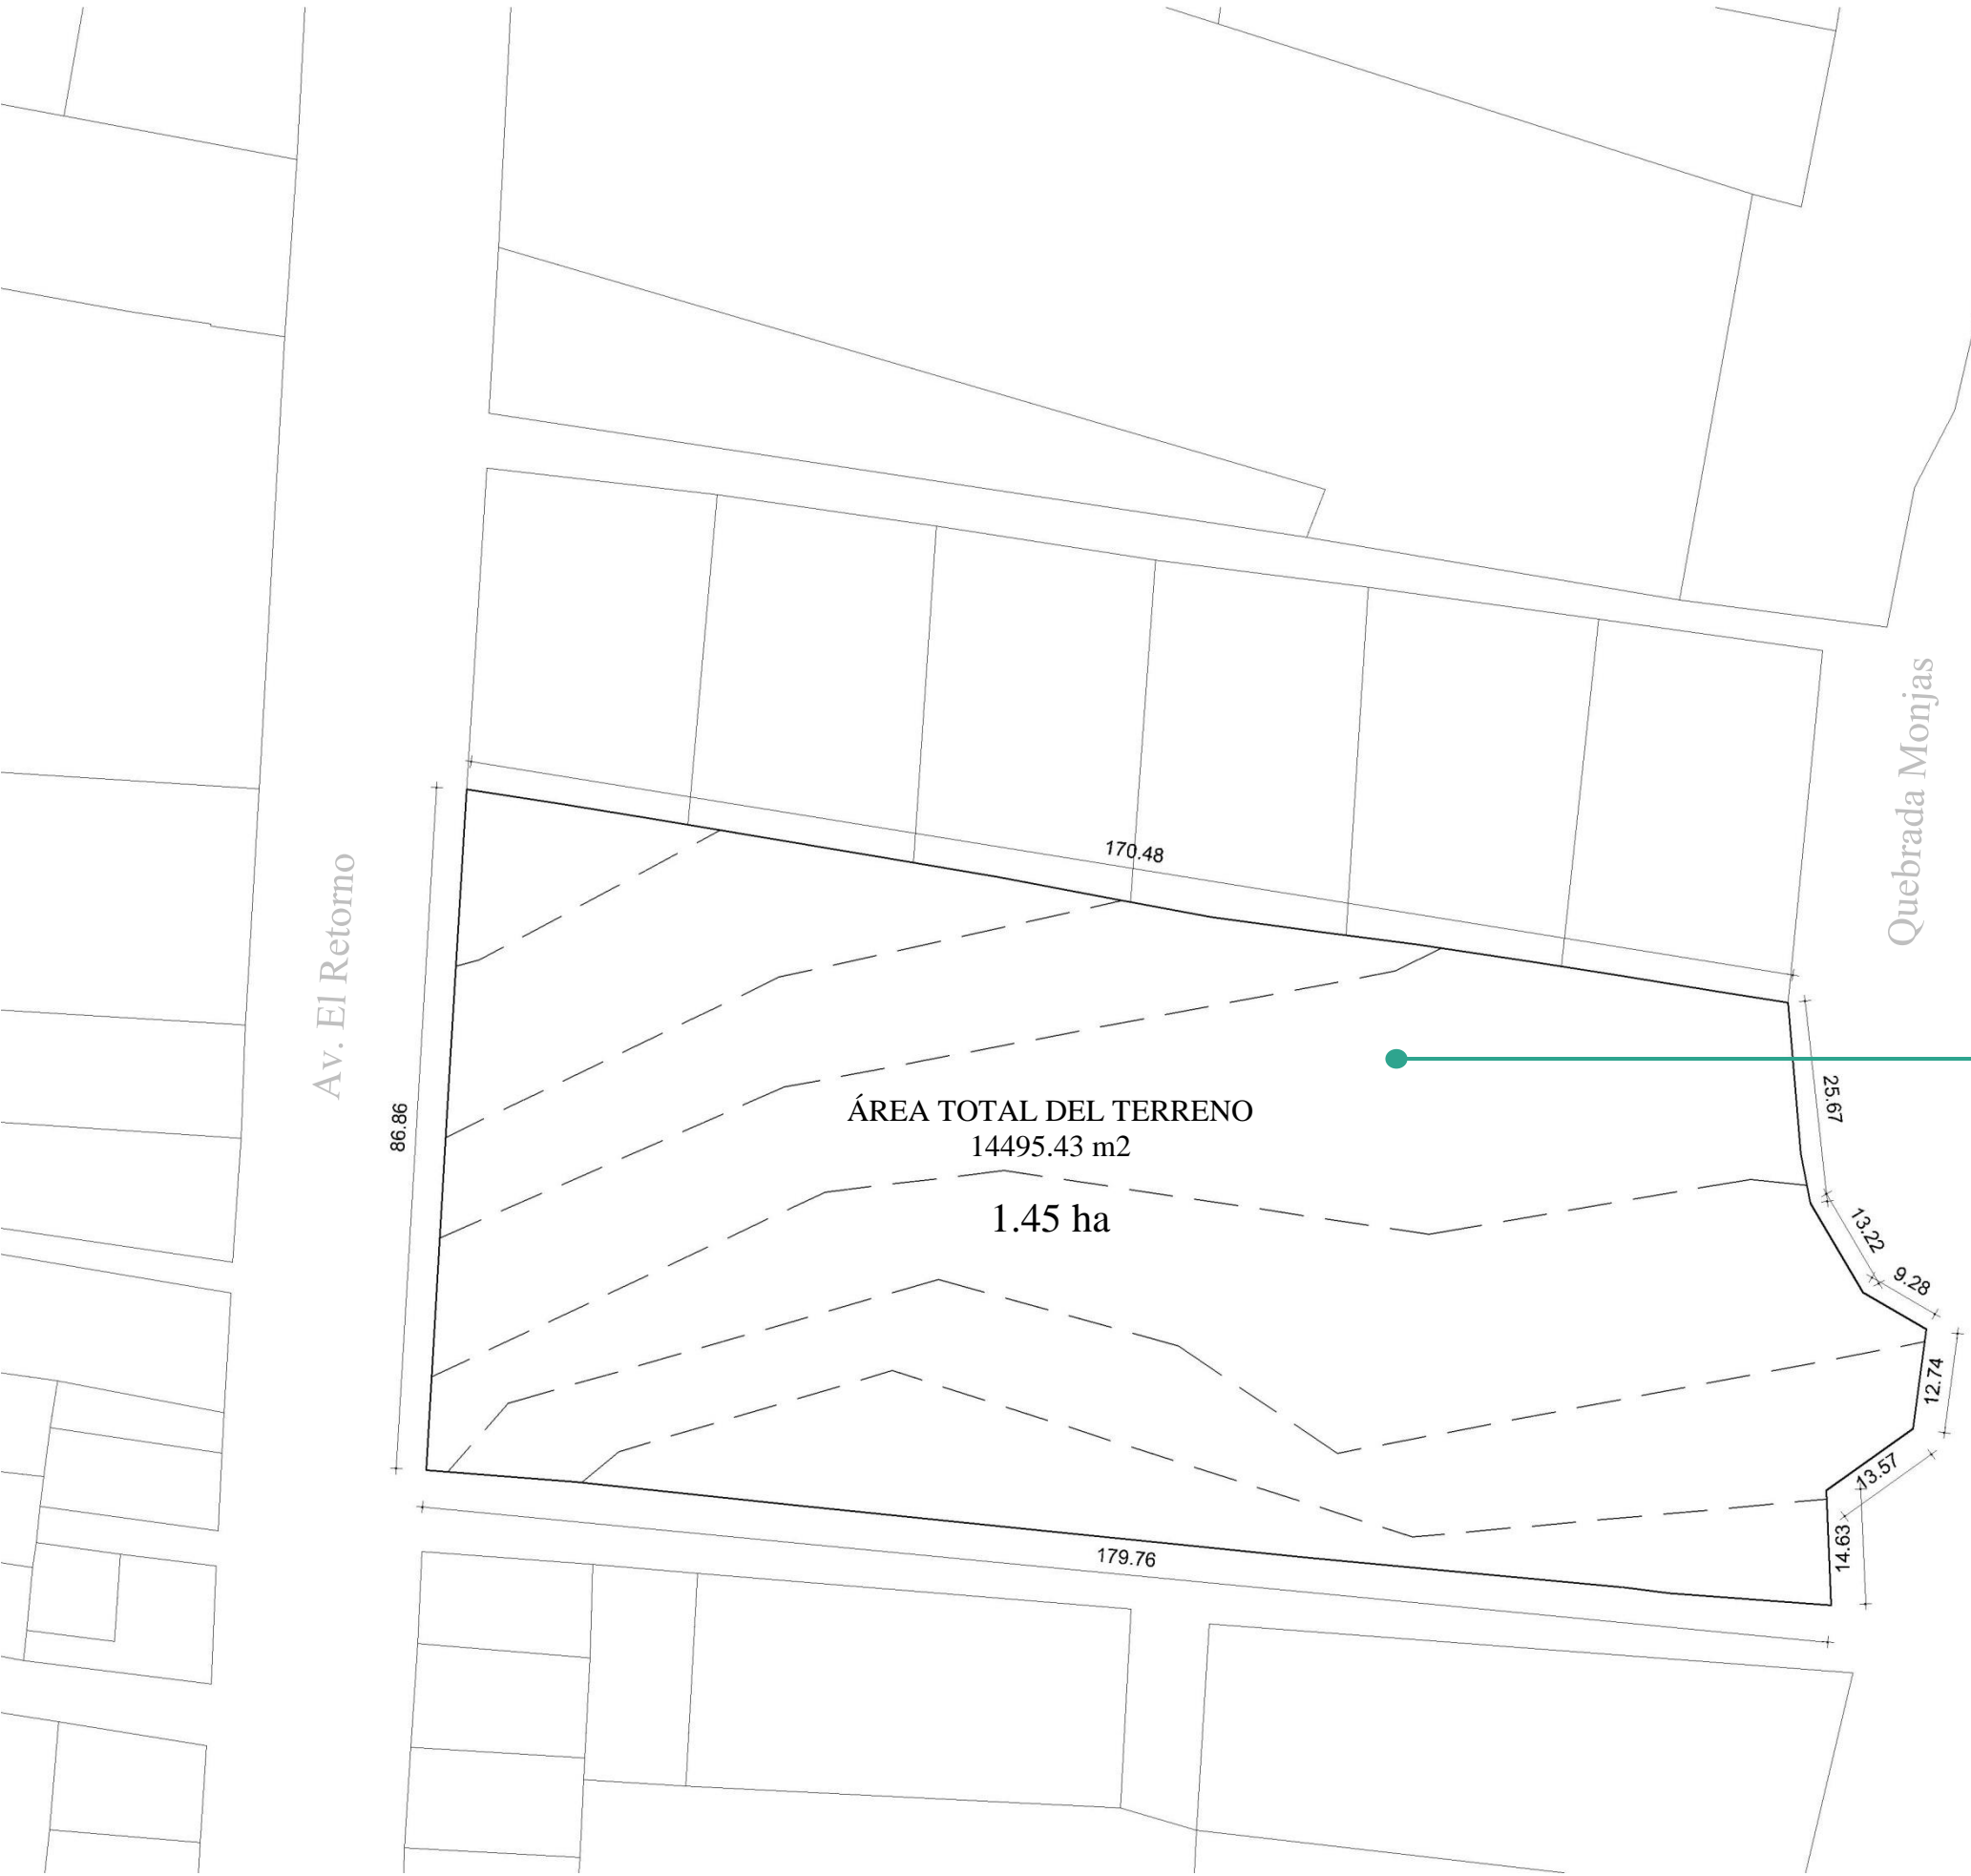 Quebrada Monjas
170.48
Av. El Retorno
86.86
25.67
ÁREA TOTAL DEL TERRENO
14495.43 m2
1.45 ha
13.22
9.28
12.74
13.57
14.63
179.76